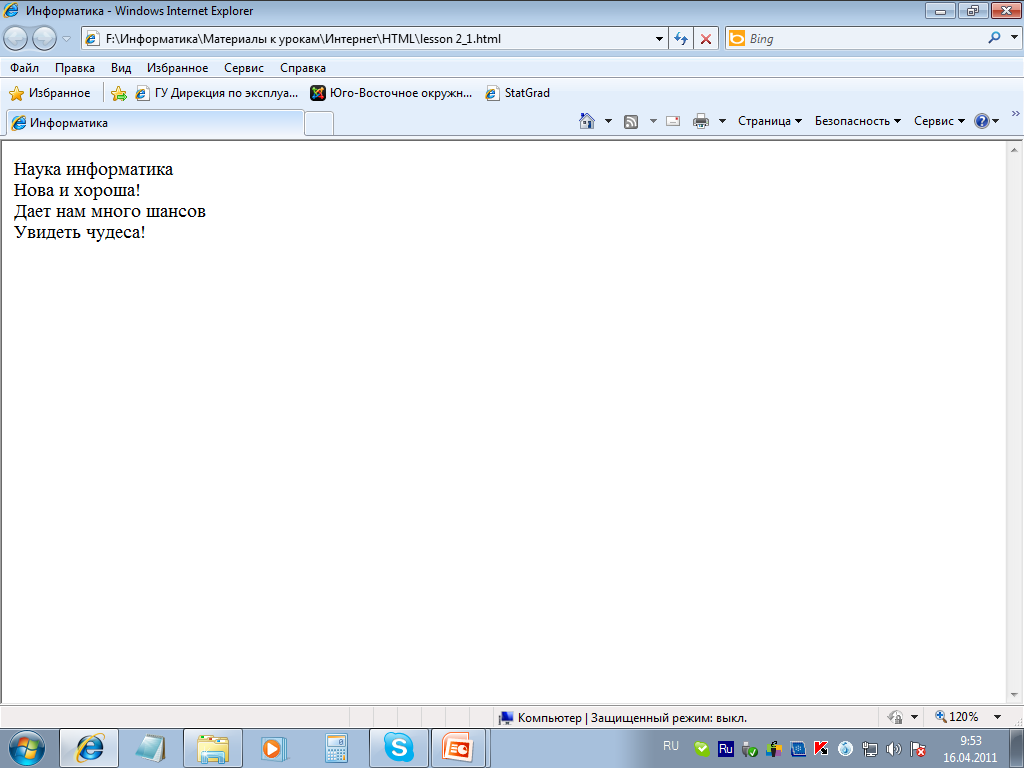 Информатика - Windows Internet Explorer
F:\Информатика\Материалы к урокам\Интернет\HTML\lesson 2_1.html
Bing
Файл Правка Вид Избранное Сервис Справка
Избранное ГУ Дирекция по эксплуа... Юго-Восточное окружн... StatGrad
Информатика
Страница Безопасность Сервис
Наука информатика
Нова и хороша!
Дает нам много шансов
Увидеть чудеса!
Компьютер | Защищенный режим: выкл.
120%
RU
Ru
9:53
16.04.2011